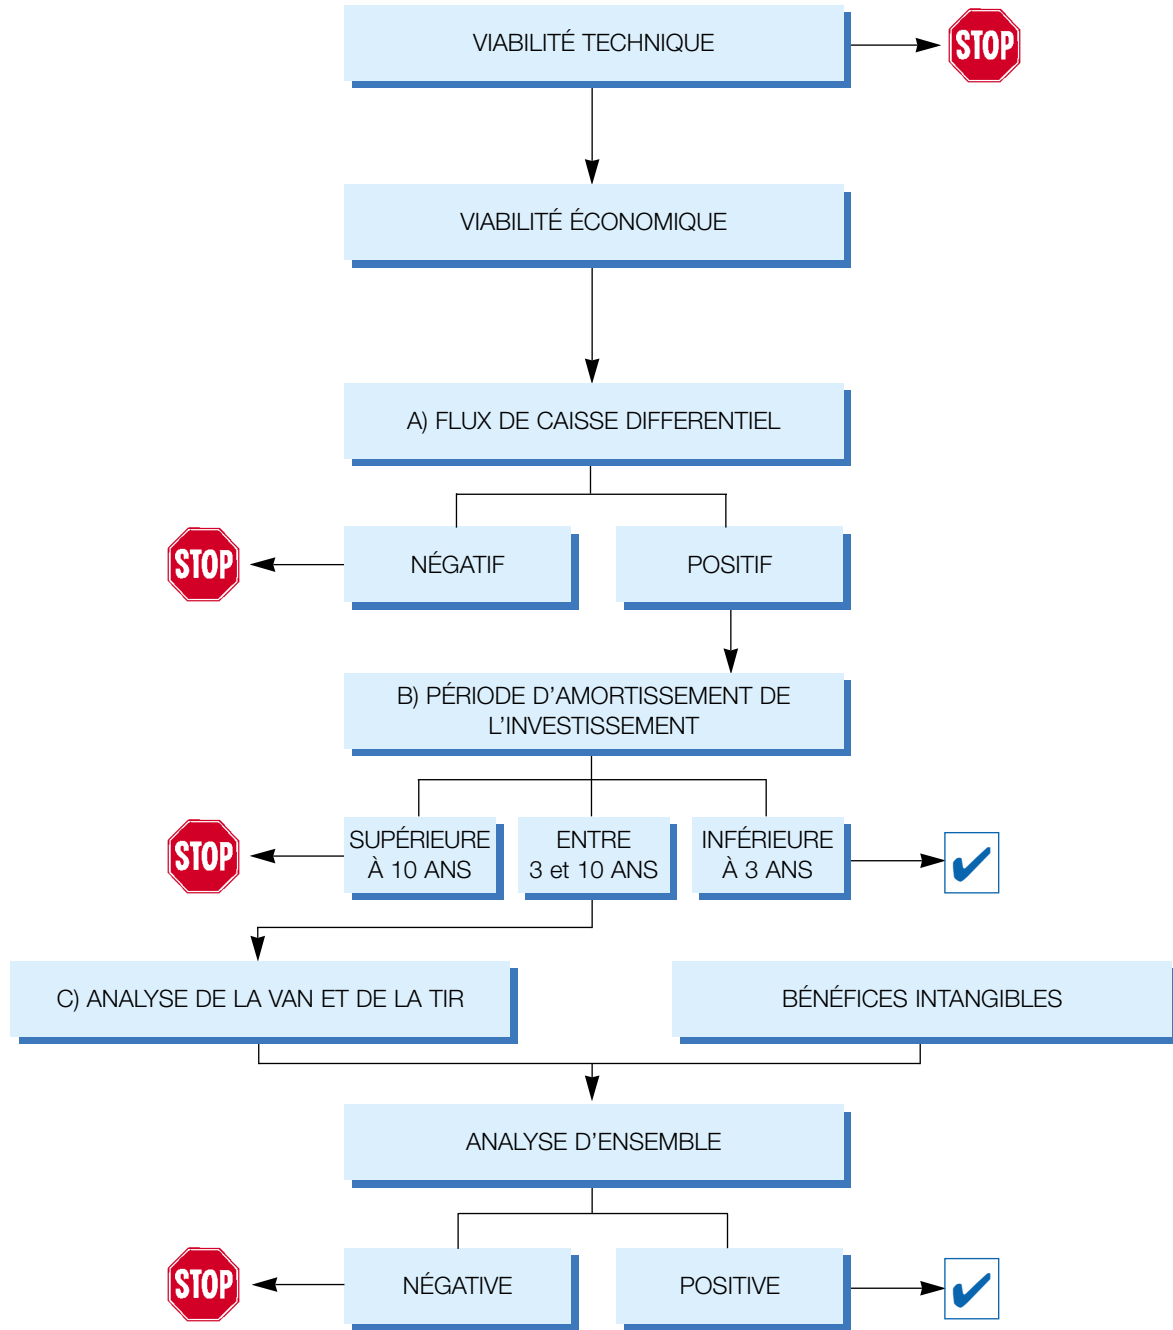 VIABILITÉ TECHNIQUE
STOP
VIABILITÉ ÉCONOMIQUE
A) FLUX DE CAISSE DIFFERENTIEL
STOP
NÉGATIF
POSITIF
B) PÉRIODE D’AMORTISSEMENT DE
L’INVESTISSEMENT
STOP
SUPÉRIEURE
À 10 ANS
ENTRE
3 et 10 ANS
INFÉRIEURE
À 3 ANS
C) ANALYSE DE LA VAN ET DE LA TIR
BÉNÉFICES INTANGIBLES
ANALYSE D’ENSEMBLE
STOP
NÉGATIVE
POSITIVE